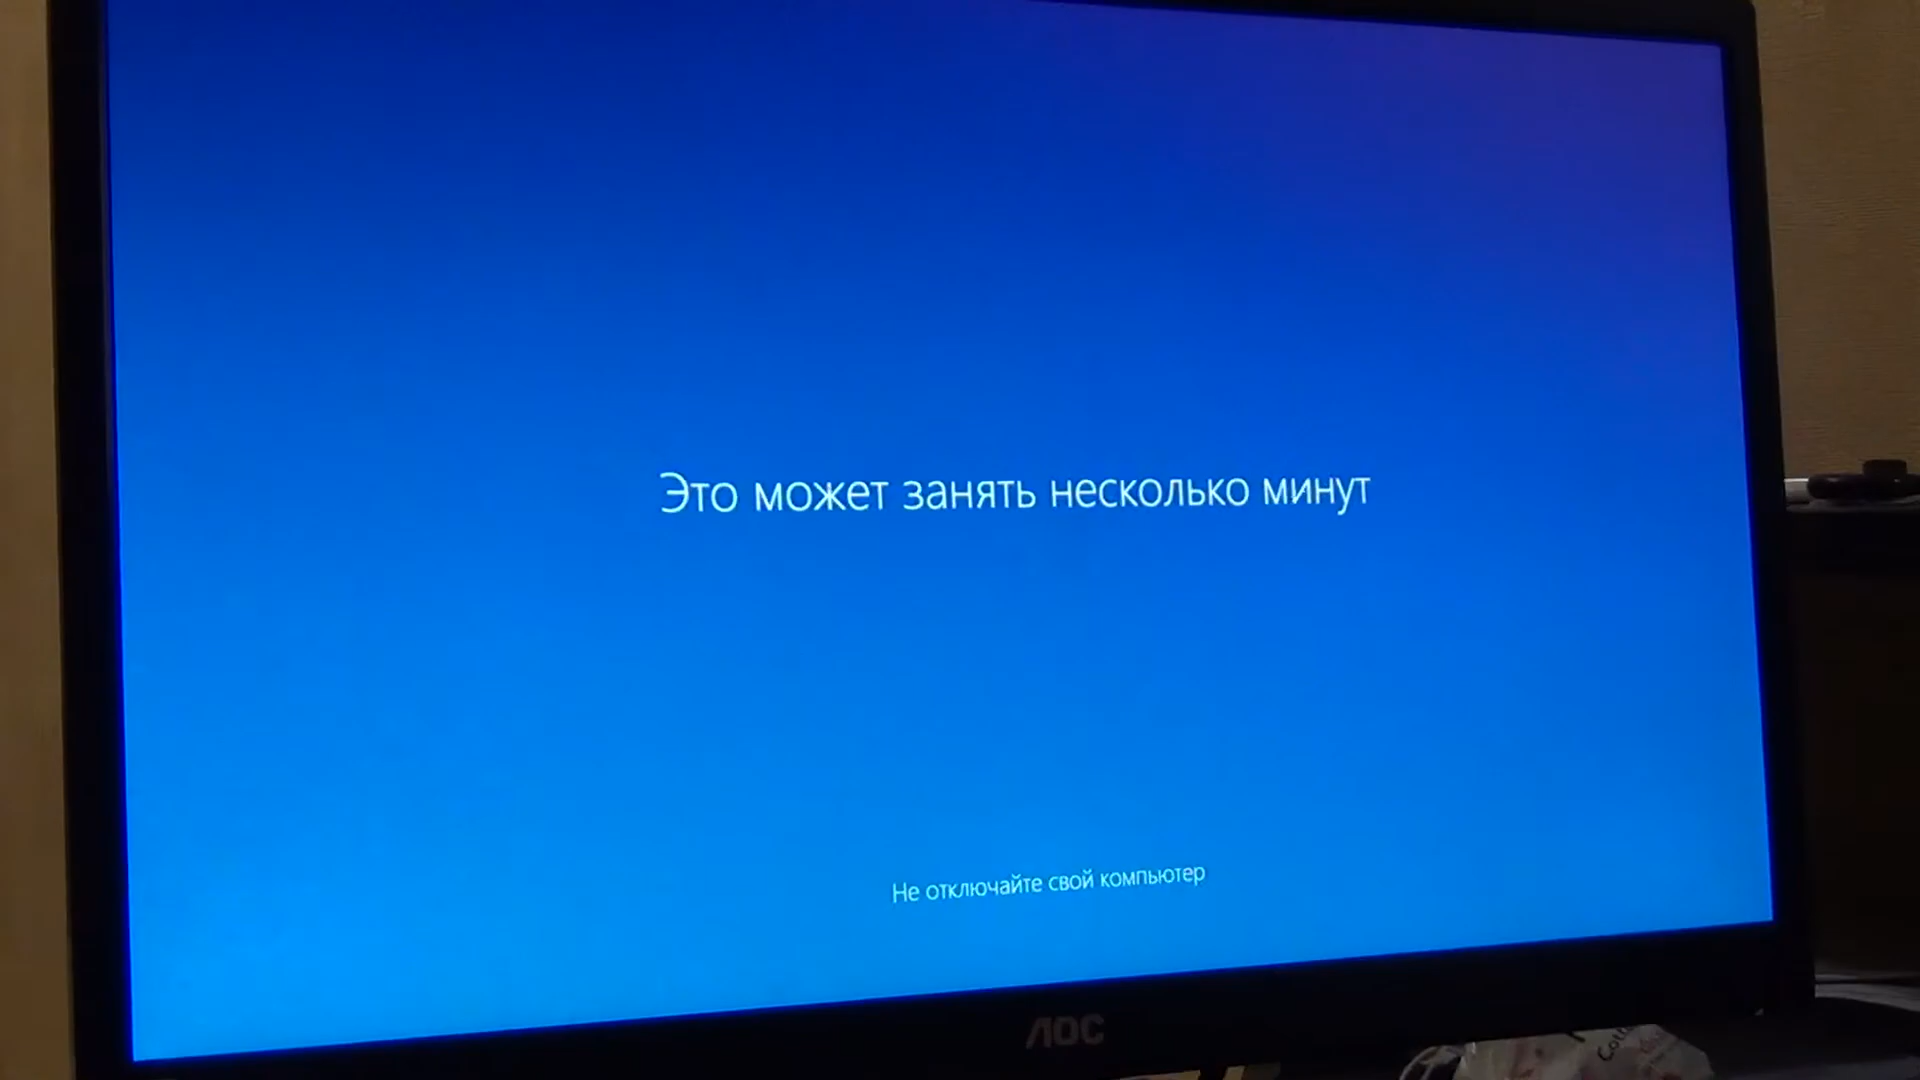 Это может занять несколько минут
Не отключайте свой компьютер
AOC